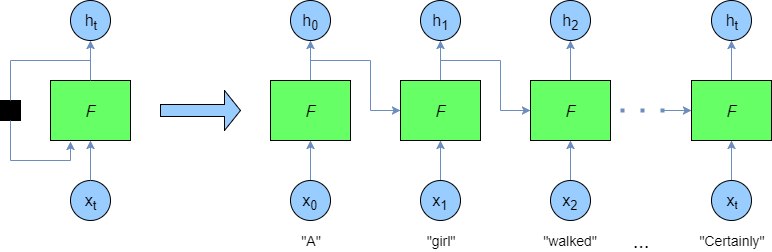 hₜ h₀ h₁ h₂ hₜ
F F F F F
xₜ x₀ x₁ x₂ xₜ
"A" "girl" "walked" ... "Certainly"